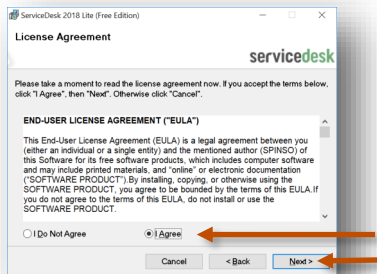 ServiceDesk 2018 Lite (Free Edition)
License Agreement
servicedesk
Please take a moment to read the license agreement now. If you accept the terms below,
click "I Agree", then "Next". Otherwise click "Cancel".
END-USER LICENSE AGREEMENT ("EULA")
This End-User License Agreement (EULA) is a legal agreement between you
(either an individual or a single entity) and the mentioned author (SPINSO) of
this Software for its free software products, which includes computer software
and may include printed materials, and "online" or electronic documentation
("SOFTWARE PRODUCT").By installing, copying, or otherwise using the
SOFTWARE PRODUCT, you agree to be bounded by the terms of this EULA.If
you do not agree to the terms of this EULA, do not install or use the
SOFTWARE PRODUCT.
I Do Not Agree I Agree
Cancel < Back Next >